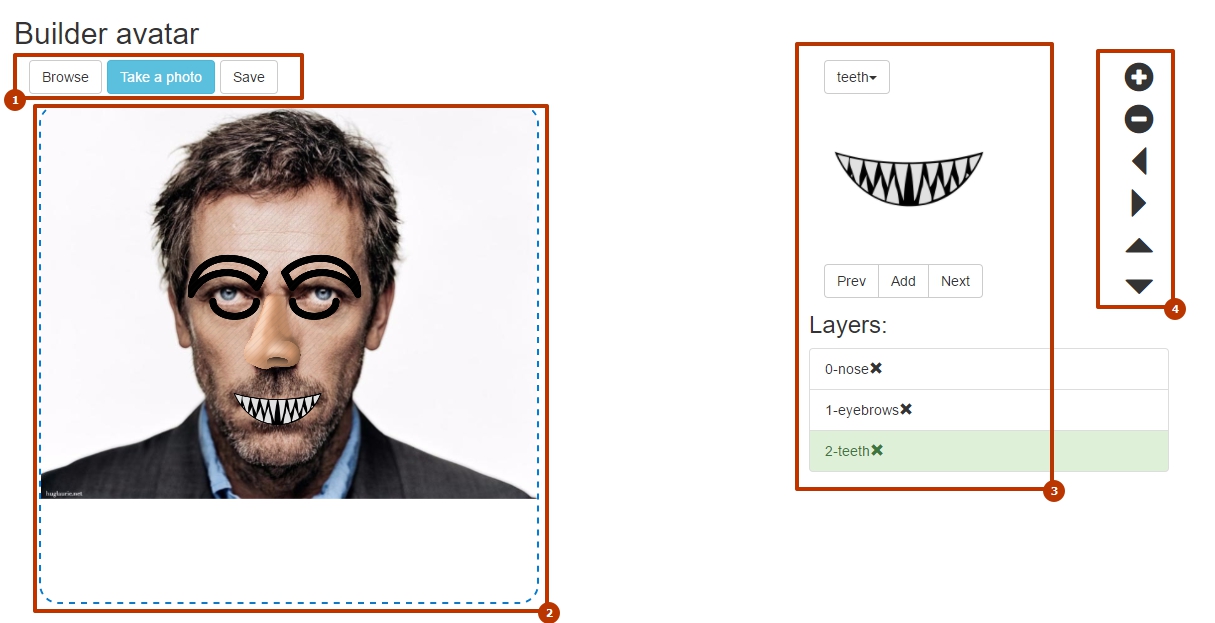 Builder avatar
Browse Take a photo Save
1
2
hughlaurie.net
teeth
Prev Add Next
Layers:
0-nose✖
1-eyebrows✖
2-teeth✖
3
4